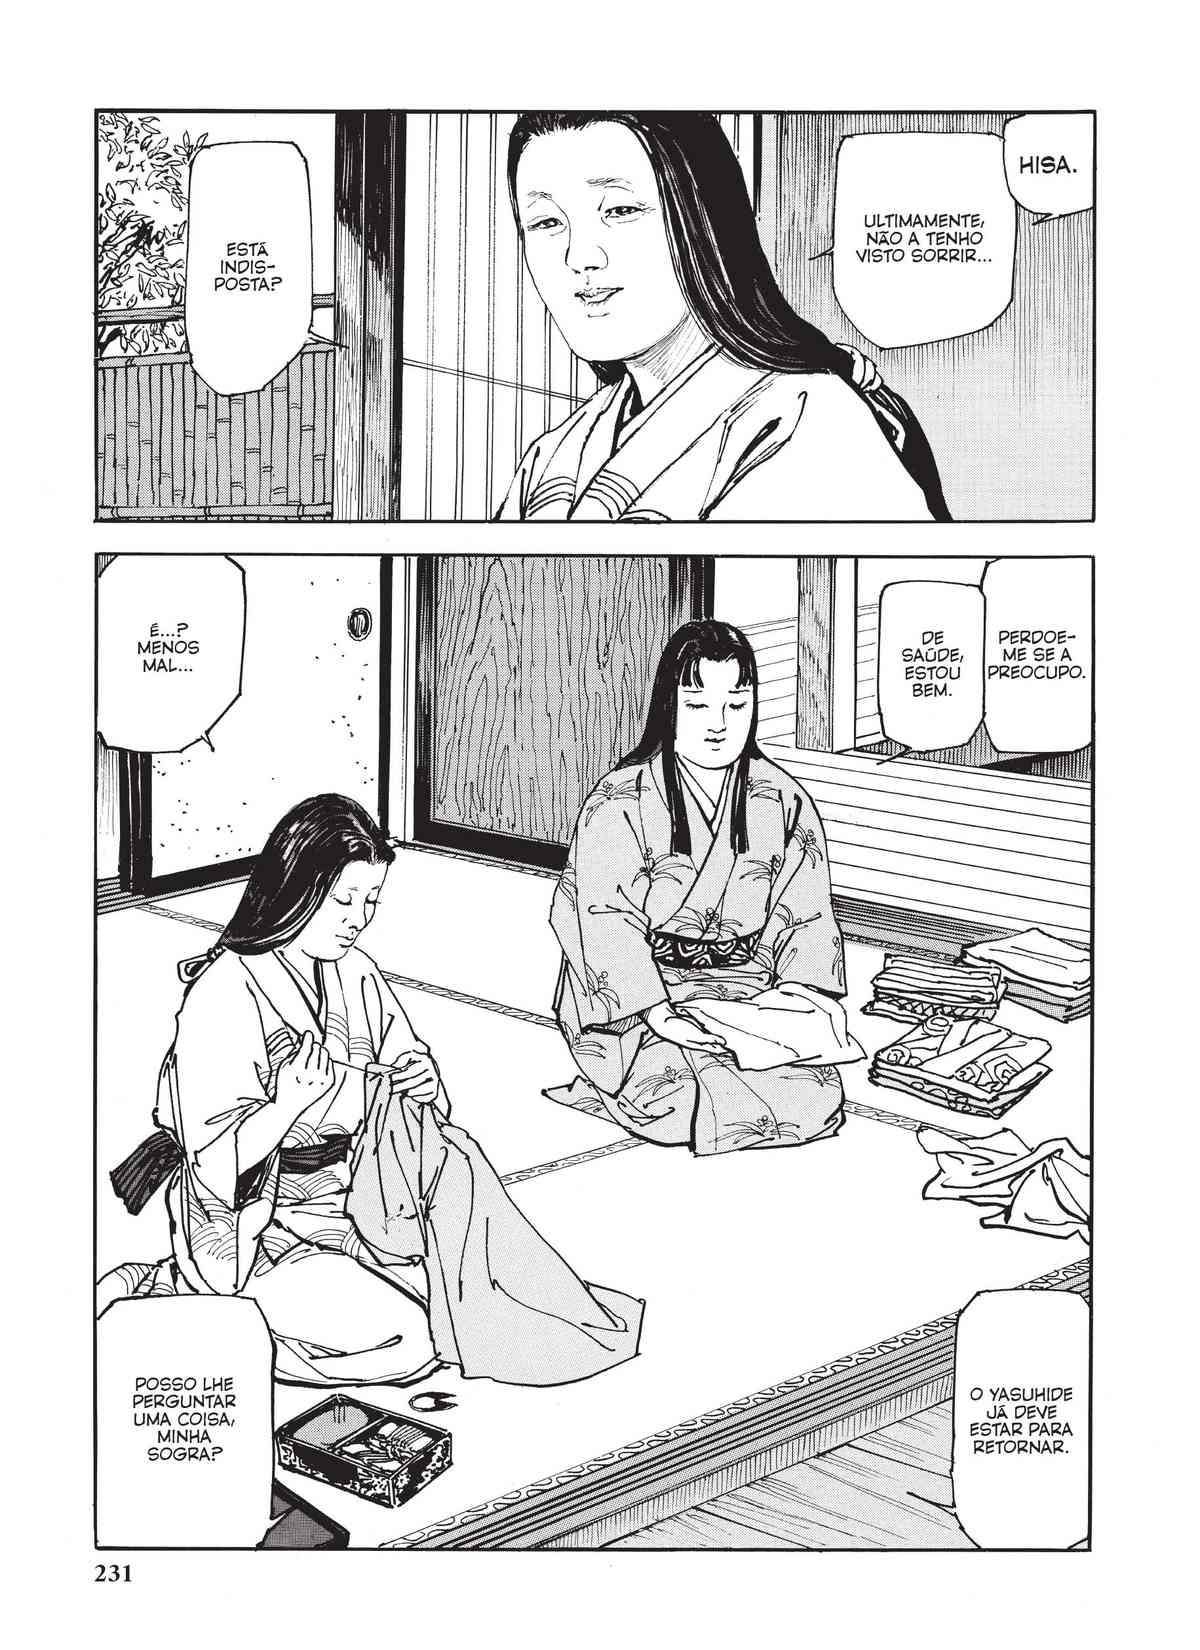 HISA.
ULTIMAMENTE,
NÃO A TENHO
VISTO SORRIR...
ESTÁ
INDIS-
POSTA?
PERDOE-
ME SE A
PREOCUPO.
DE
SAÚDE,
ESTOU
BEM.
É...?
MENOS
MAL...
O YASUHIDE
JÁ DEVE
ESTAR PARA
RETORNAR.
POSSO LHE
PERGUNTAR
UMA COISA,
MINHA
SOGRA?
231